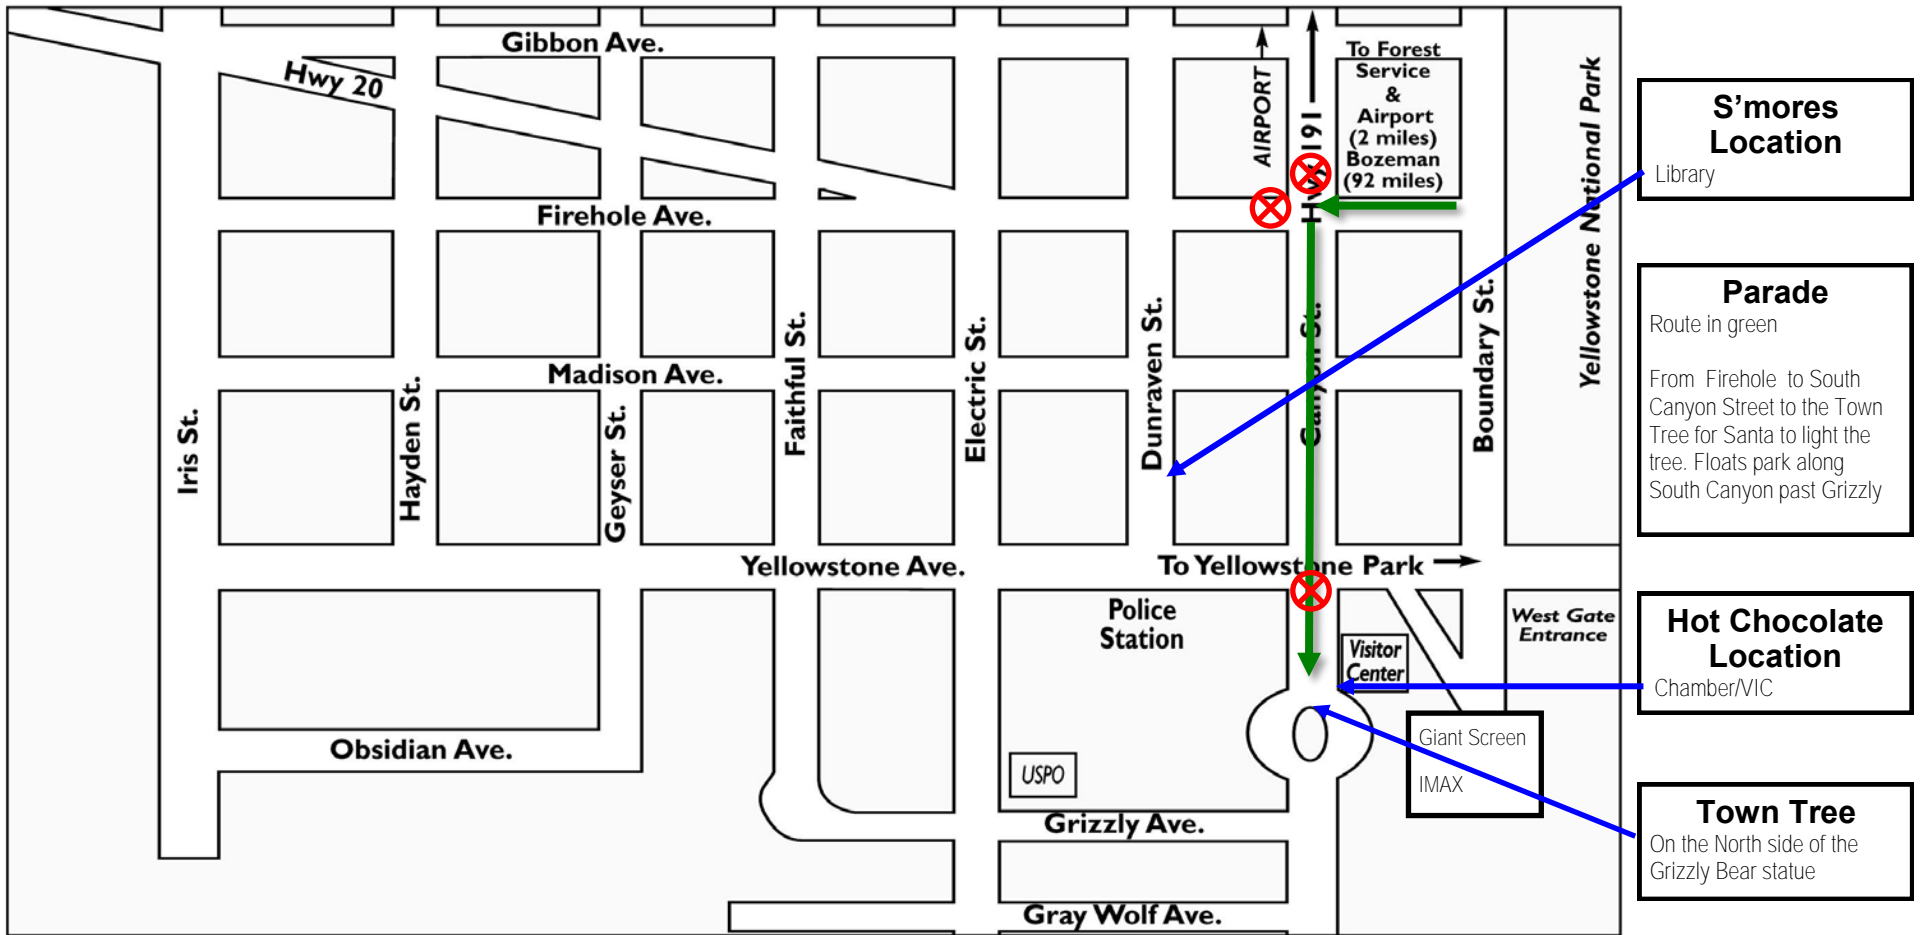 Gibbon Ave.
Hwy 20
AIRPORT
Hwy 191
To Forest
Service
&
Airport
(2 miles)
Bozeman
(92 miles)
Yellowstone National Park
Firehole Ave.
Madison Ave.
Iris St.
Hayden St.
Geyser St.
Faithful St.
Electric St.
Dunraven St.
Canyon St.
Boundary St.
Yellowstone Ave.
To Yellowstone Park
Police
Station
Visitor
Center
West Gate
Entrance
Obsidian Ave.
USPO
Giant Screen
IMAX
Grizzly Ave.
Gray Wolf Ave.
S’mores
Location
Library
Parade
Route in green
From Firehole to South
Canyon Street to the Town
Tree for Santa to light the
tree. Floats park along
South Canyon past Grizzly
Hot Chocolate
Location
Chamber/VIC
Town Tree
On the North side of the
Grizzly Bear statue